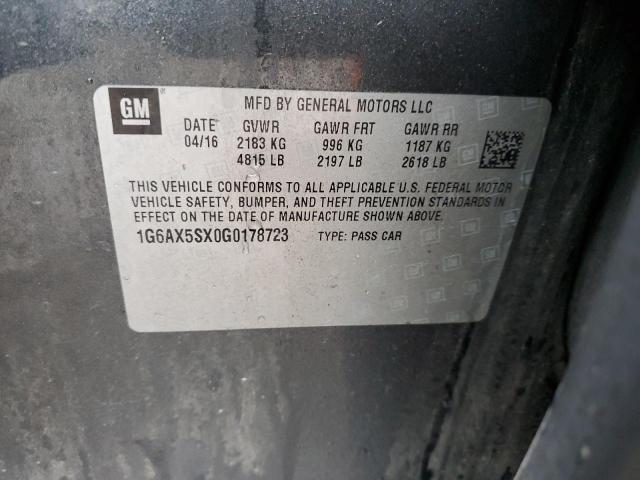 GM
MFD BY GENERAL MOTORS LLC
DATE GVWR GAWR FRT GAWR RR
04/16 2183 KG 996 KG 1187 KG
4815 LB 2197 LB 2618 LB
THIS VEHICLE CONFORMS TO ALL APPLICABLE U.S. FEDERAL MOTOR
VEHICLE SAFETY, BUMPER, AND THEFT PREVENTION STANDARDS IN
EFFECT ON THE DATE OF MANUFACTURE SHOWN ABOVE.
1G6AX5SX0G0178723 TYPE: PASS CAR